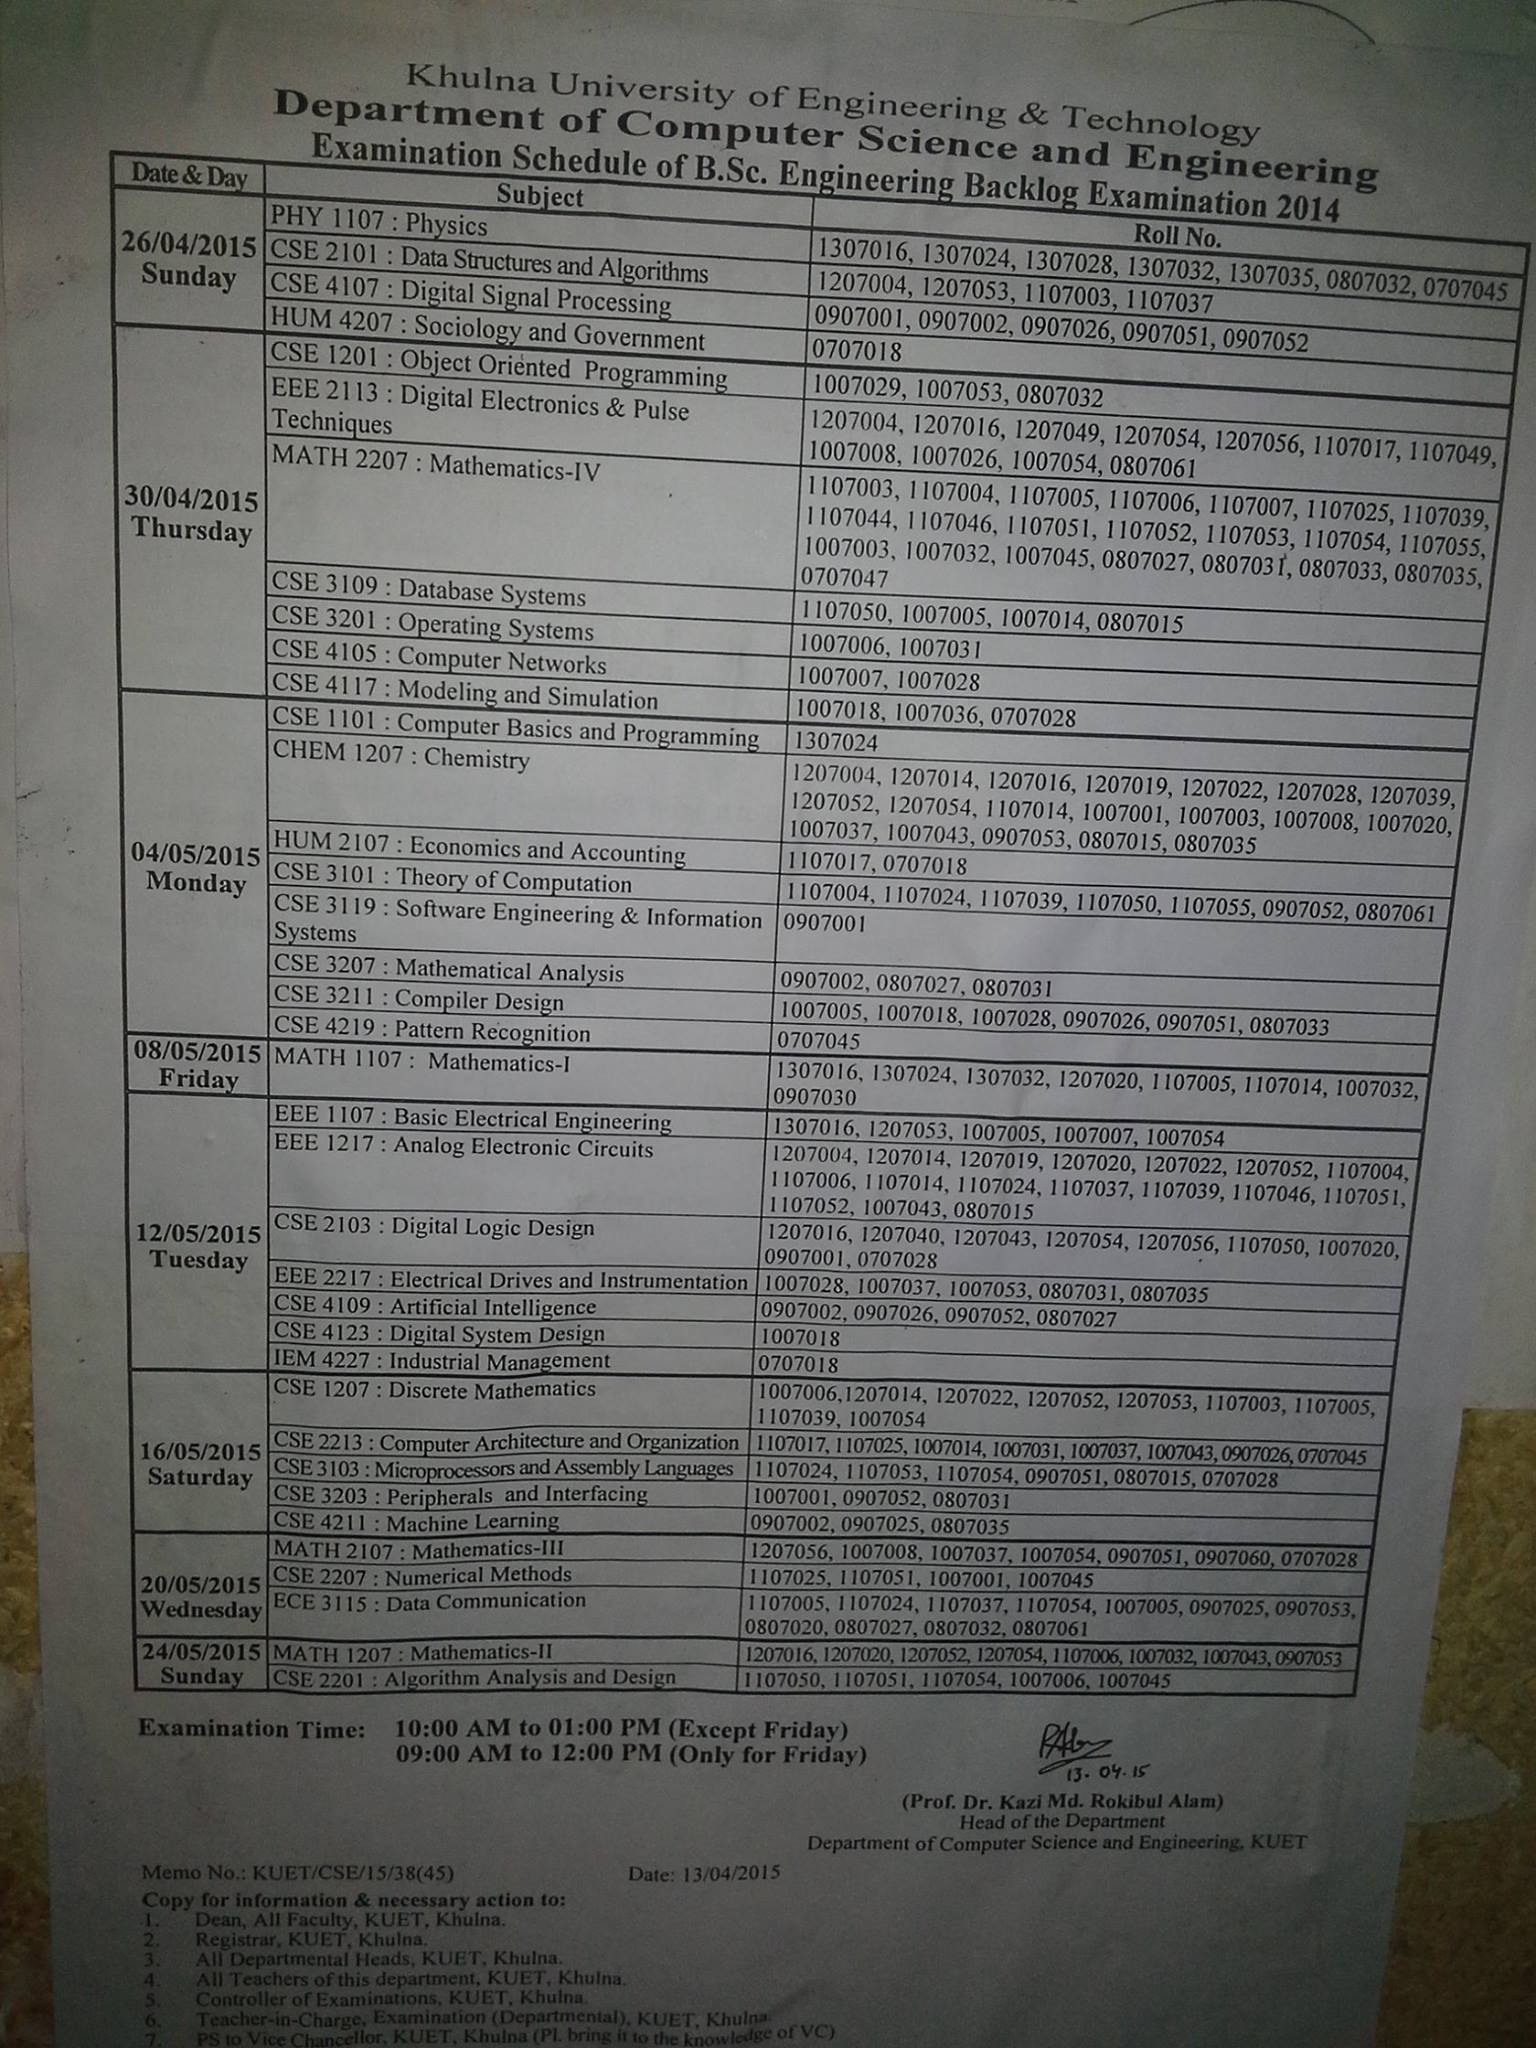 Khulna University of Engineering & Technology
Department of Computer Science and Engineering
Examination Schedule of B.Sc. Engineering Backlog Examination 2014
Date & Day Subject Roll No.
26/04/2015 Sunday
PHY 1107 : Physics 1307016, 1307024, 1307028, 1307032, 1307035, 0807032, 0707045
CSE 2101 : Data Structures and Algorithms 1207004, 1207053, 1107003, 1107037
CSE 4107 : Digital Signal Processing 0907001, 0907002, 0907026, 0907051, 0907052
HUM 4207 : Sociology and Government 0707018
30/04/2015 Thursday
CSE 1201 : Object Oriented Programming 1007029, 1007053, 0807032
EEE 2113 : Digital Electronics & Pulse 1207004, 1207016, 1207049, 1207054, 1207056, 1107017, 1107049,
Techniques 1007008, 1007026, 1007054, 0807061
MATH 2207 : Mathematics-IV 1107003, 1107004, 1107005, 1107006, 1107007, 1107025, 1107039,
1107044, 1107046, 1107051, 1107052, 1107053, 1107054, 1107055,
1007003, 1007032, 1007045, 0807027, 0807031, 0807033, 0807035,
0707047
CSE 3109 : Database Systems 1107050, 1007005, 1007014, 0807015
CSE 3201 : Operating Systems 1007006, 1007031
CSE 4105 : Computer Networks 1007007, 1007028
CSE 4117 : Modeling and Simulation 1007018, 1007036, 0707028
04/05/2015 Monday
CSE 1101 : Computer Basics and Programming 1307024
CHEM 1207 : Chemistry 1207004, 1207014, 1207016, 1207019, 1207022, 1207028, 1207039,
1207052, 1207054, 1107014, 1007001, 1007003, 1007008, 1007020,
1007037, 1007043, 0907053, 0807015, 0807035
HUM 2107 : Economics and Accounting 1107017, 0707018
CSE 3101 : Theory of Computation 1107004, 1107024, 1107039, 1107050, 1107055, 0907052, 0807061
CSE 3119 : Software Engineering & Information 0907001
Systems
CSE 3207 : Mathematical Analysis 0907002, 0807027, 0807031
CSE 3211 : Compiler Design 1007005, 1007018, 1007028, 0907026, 0907051, 0807033
CSE 4219 : Pattern Recognition 0707045
08/05/2015 Friday
MATH 1107 : Mathematics-I 1307016, 1307024, 1307032, 1207020, 1107005, 1107014, 1007032,
0907030
12/05/2015 Tuesday
EEE 1107 : Basic Electrical Engineering 1307016, 1207053, 1007005, 1007007, 1007054
EEE 1217 : Analog Electronic Circuits 1207004, 1207014, 1207019, 1207020, 1207022, 1207052, 1107004,
1107006, 1107014, 1107024, 1107037, 1107039, 1107046, 1107051,
1107052, 1007043, 0807015
CSE 2103 : Digital Logic Design 1207016, 1207040, 1207043, 1207054, 1207056, 1107050, 1007020,
0907001, 0707028
EEE 2217 : Electrical Drives and Instrumentation 1007028, 1007037, 1007053, 0807031, 0807035
CSE 4109 : Artificial Intelligence 0907002, 0907026, 0907052, 0807027
CSE 4123 : Digital System Design 1007018
IEM 4227 : Industrial Management 0707018
16/05/2015 Saturday
CSE 1207 : Discrete Mathematics 1007006,1207014, 1207022, 1207052, 1207053, 1107003, 1107005,
1107039, 1007054
CSE 2213 : Computer Architecture and Organization 1107017, 1107025, 1007014, 1007031, 1007037, 1007043, 0907026, 0707045
CSE 3103 : Microprocessors and Assembly Languages 1107024, 1107053, 1107054, 0907051, 0807015, 0707028
CSE 3203 : Peripherals and Interfacing 1007001, 0907052, 0807031
CSE 4211 : Machine Learning 0907002, 0907025, 0807035
20/05/2015 Wednesday
MATH 2107 : Mathematics-III 1207056, 1007008, 1007037, 1007054, 0907051, 0907060, 0707028
CSE 2207 : Numerical Methods 1107025, 1107051, 1007001, 1007045
ECE 3115 : Data Communication 1107005, 1107024, 1107037, 1107054, 1007005, 0907025, 0907053,
0807020, 0807027, 0807032, 0807061
24/05/2015 Sunday
MATH 1207 : Mathematics-II 1207016, 1207020, 1207052, 1207054, 1107006, 1007032, 1007043, 0907053
CSE 2201 : Algorithm Analysis and Design 1107050, 1107051, 1107054, 1007006, 1007045
Examination Time: 10:00 AM to 01:00 PM (Except Friday)
09:00 AM to 12:00 PM (Only for Friday)
13.04.15
(Prof. Dr. Kazi Md. Rokibul Alam)
Head of the Department
Department of Computer Science and Engineering, KUET
Memo No.: KUET/CSE/15/38(45) Date: 13/04/2015
Copy for information & necessary action to:
1. Dean, All Faculty, KUET, Khulna.
2. Registrar, KUET, Khulna.
3. All Departmental Heads, KUET, Khulna.
4. All Teachers of this department, KUET, Khulna.
5. Controller of Examinations, KUET, Khulna.
6. Teacher-in-Charge, Examination (Departmental), KUET, Khulna.
7. PS to Vice Chancellor, KUET, Khulna (Pl. bring it to the knowledge of VC)